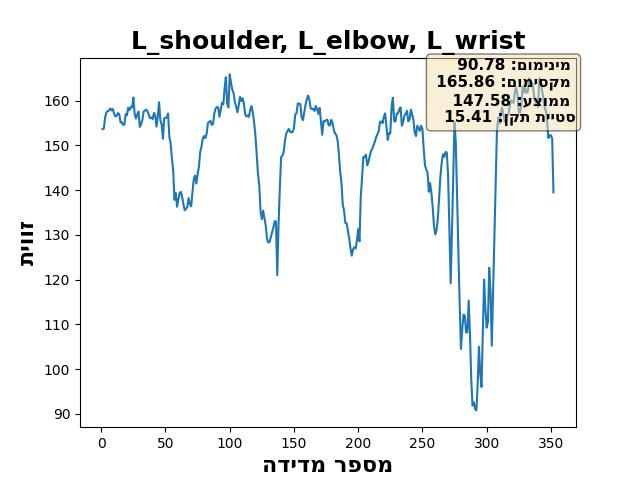 L_shoulder, L_elbow, L_wrist
מינימום: 90.78
מקסימום: 165.86
ממוצע: 147.58
סטיית תקן: 15.41
160
150
140
130
120
110
100
90
זווית
0 50 100 150 200 250 300 350
מספר מדידה